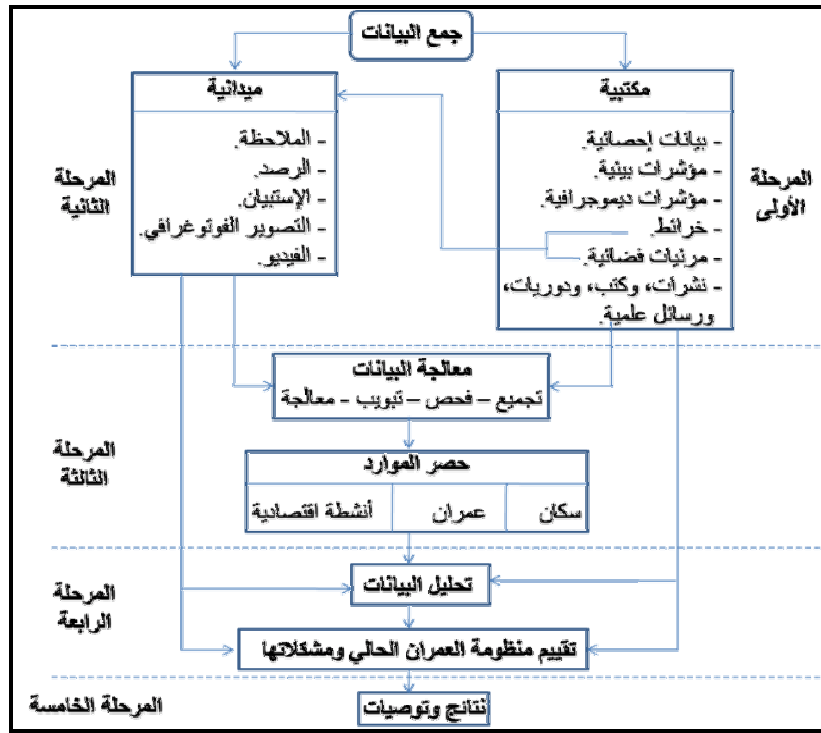 جمع البيانات
مكتبية
- بيانات إحصائية.
- مؤشرات بيئية.
- مؤشرات ديموجرافية.
- خرائط.
- مرئيات فضائية.
- نشرات، وكتب، ودوريات،
ورسائل علمية.
المرحلة
الأولى
ميدانية
- الملاحظة.
- الرصد.
- الإستبيان.
- التصوير الفوتوغرافي.
- الفيديو.
المرحلة
الثانية
معالجة البيانات
تجميع – فحص – تبويب - معالجة
حصر الموارد
سكان
عمران
أنشطة اقتصادية
المرحلة
الثالثة
تحليل البيانات
تقييم منظومة العمران الحالي ومشكلاتها
المرحلة
الرابعة
نتائج وتوصيات
المرحلة الخامسة